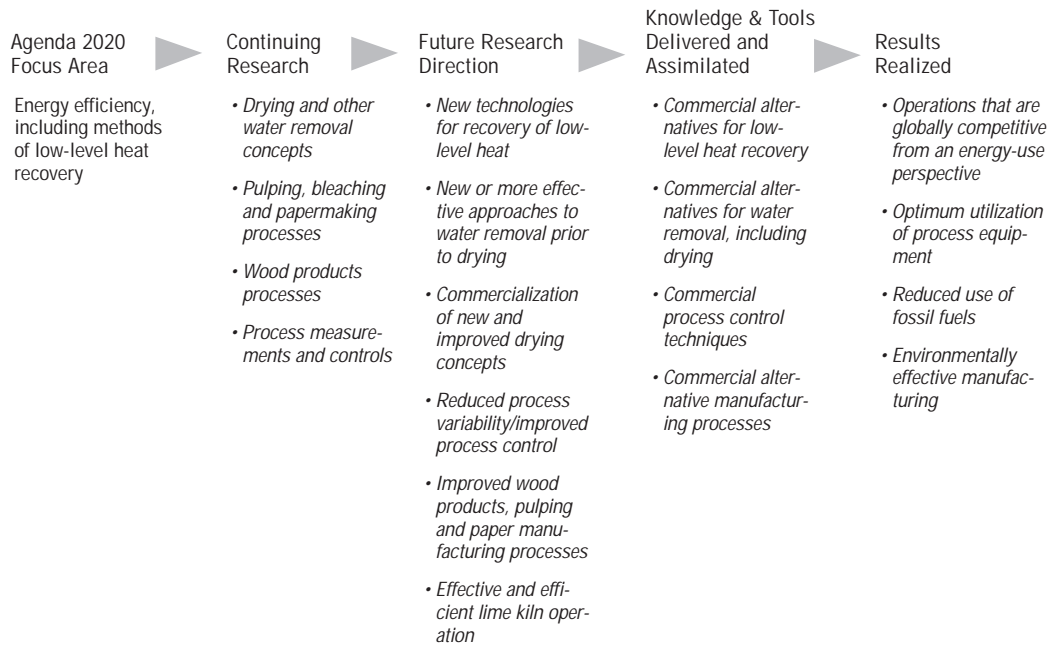 Agenda 2020
Focus Area
Energy efficiency,
including methods
of low-level heat
recovery
Continuing
Research
• Drying and other
water removal
concepts
• Pulping, bleaching
and papermaking
processes
• Wood products
processes
• Process measure-
ments and controls
Future Research
Direction
• New technologies
for recovery of low-
level heat
• New or more effec-
tive approaches to
water removal prior
to drying
• Commercialization
of new and
improved drying
concepts
• Reduced process
variability/improved
process control
• Improved wood
products, pulping
and paper manu-
facturing processes
• Effective and effi-
cient lime kiln oper-
ation
Knowledge & Tools
Delivered and
Assimilated
• Commercial alter-
natives for low-
level heat recovery
• Commercial alter-
natives for water
removal, including
drying
• Commercial
process control
techniques
• Commercial alter-
native manufactur-
ing processes
Results
Realized
• Operations that are
globally competitive
from an energy-use
perspective
• Optimum utilization
of process equip-
ment
• Reduced use of
fossil fuels
• Environmentally
effective manufac-
turing